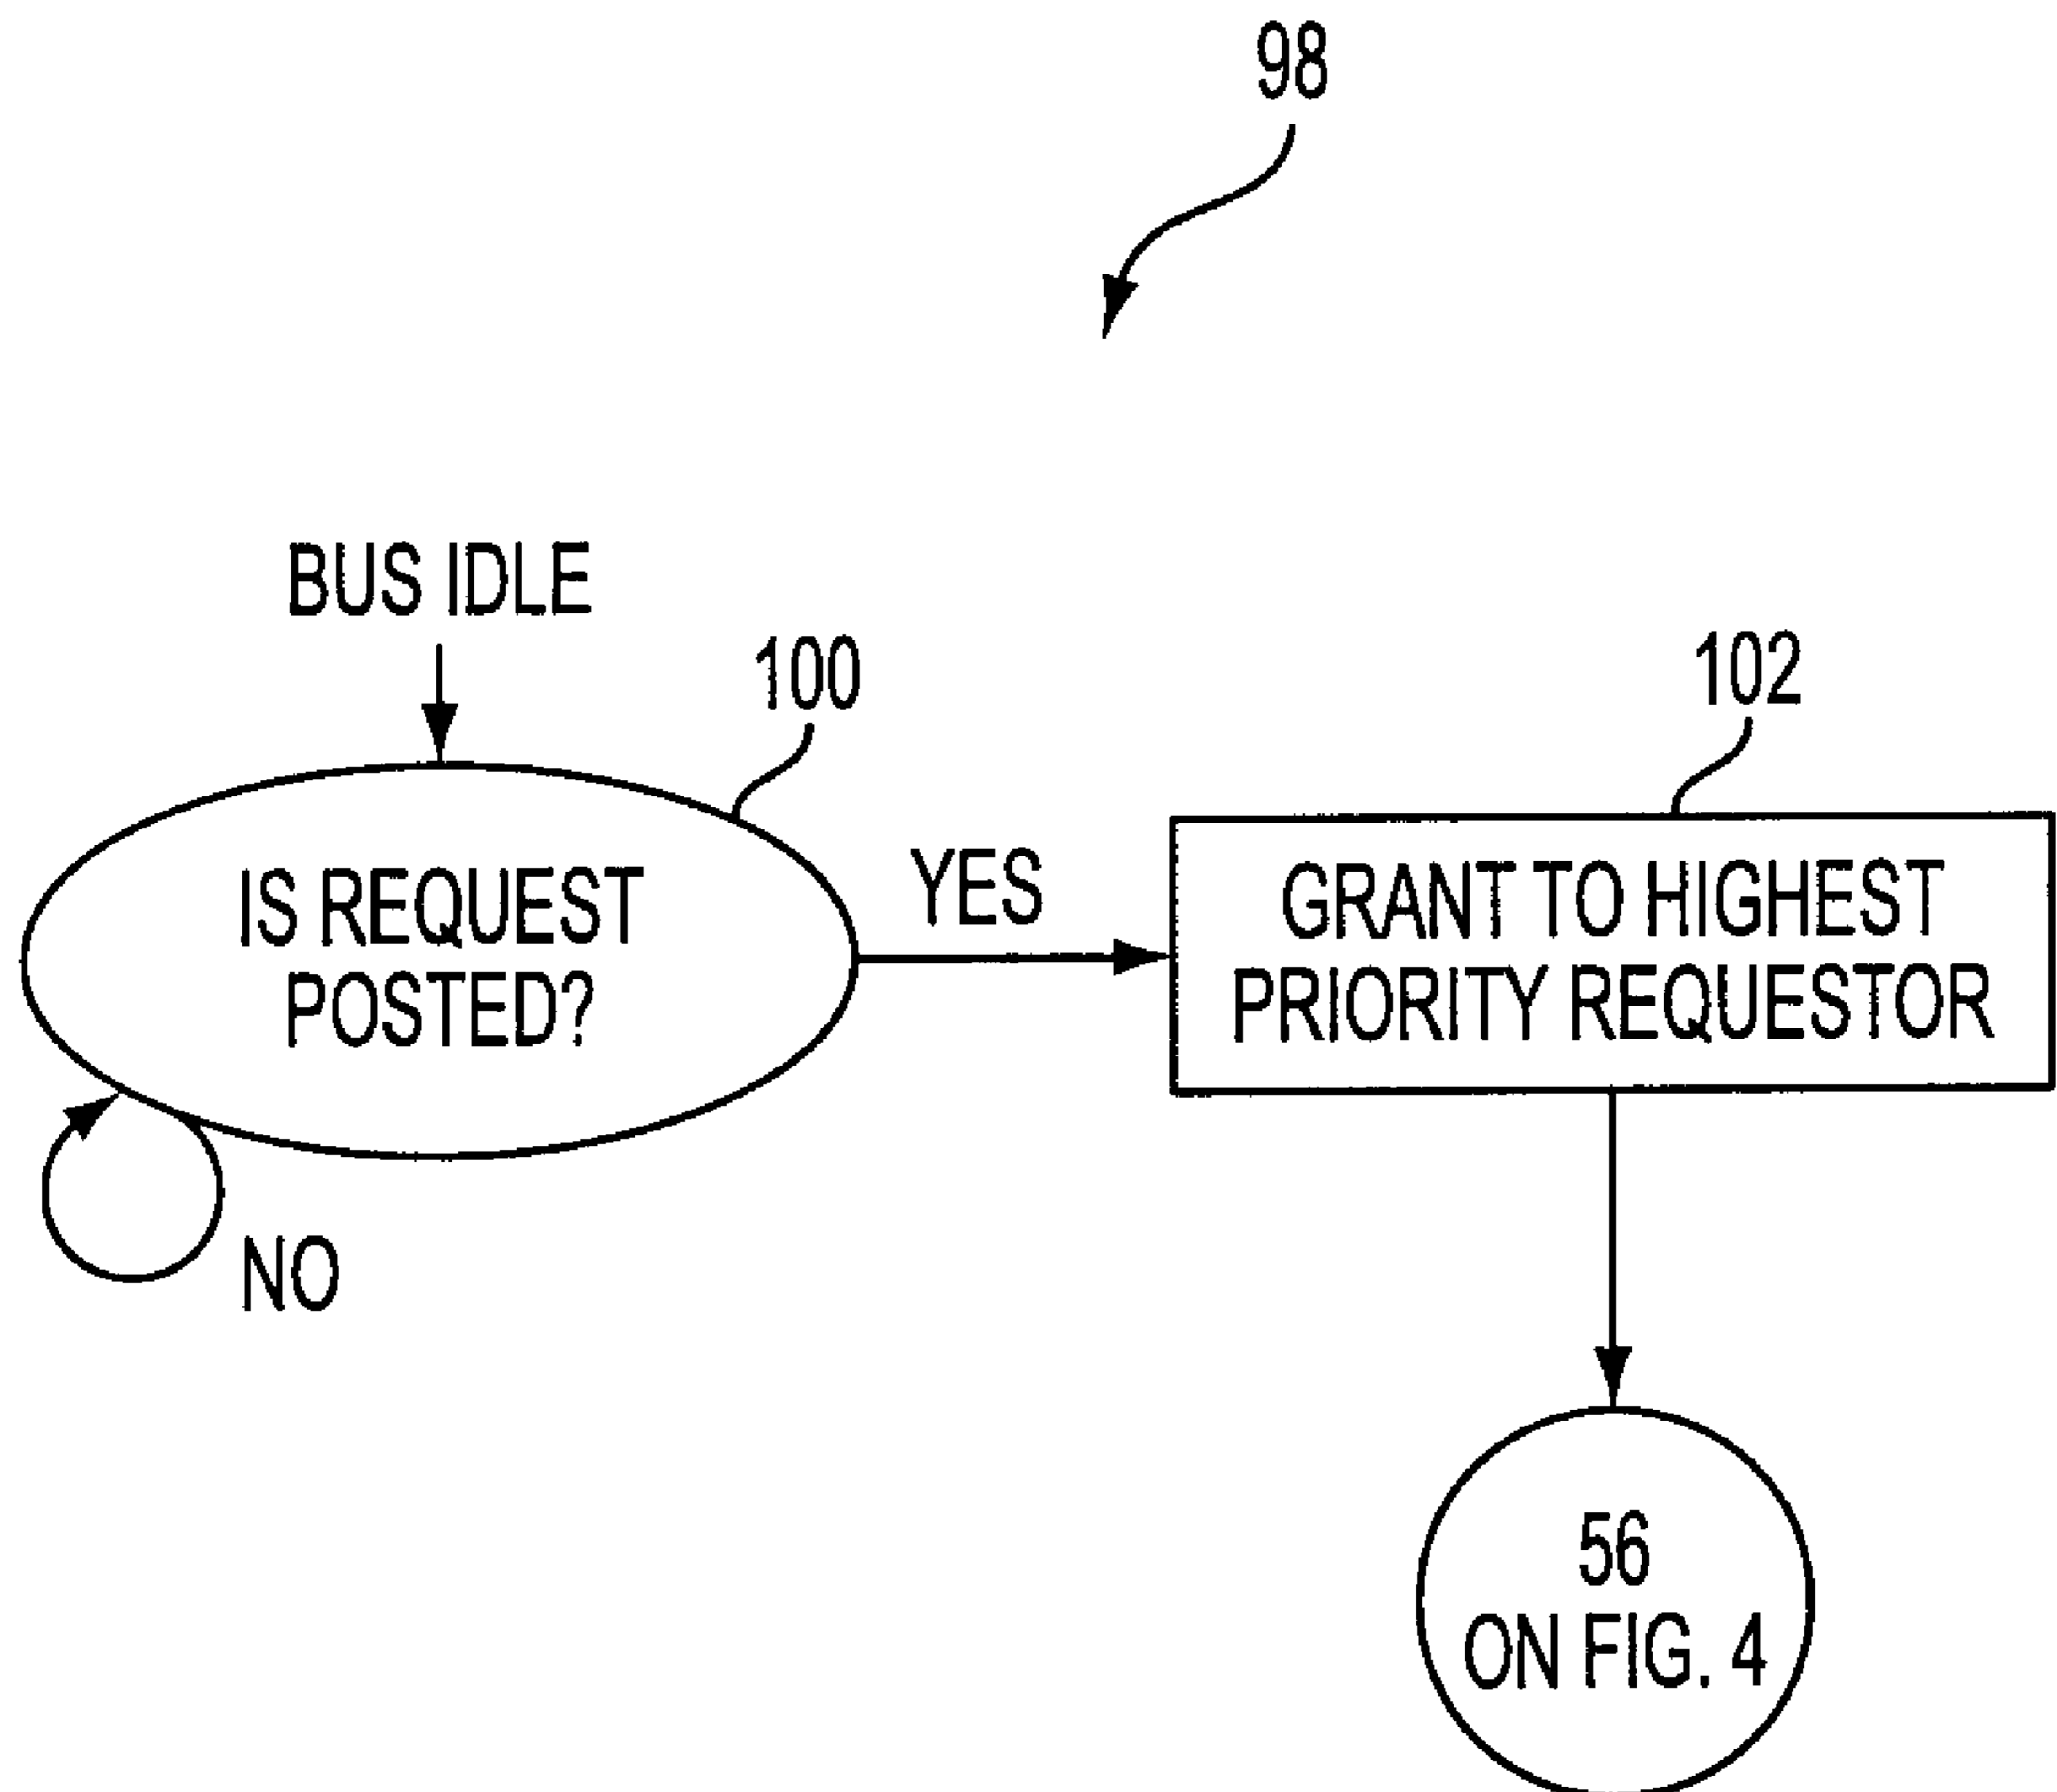 98
BUS IDLE
100
102
IS REQUEST
POSTED?
YES
GRANT TO HIGHEST
PRIORITY REQUESTOR
NO
56
ON FIG. 4